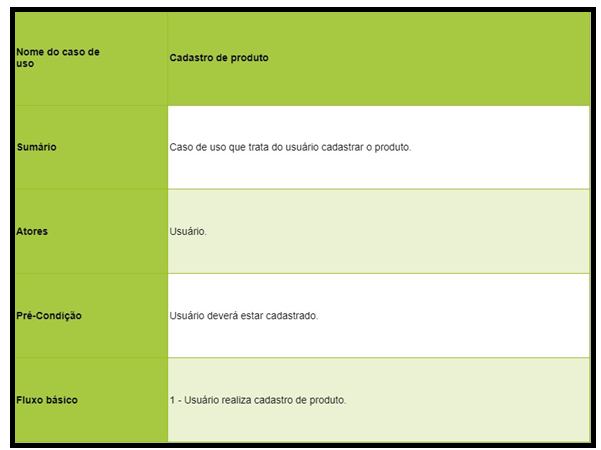 Nome do caso de
uso
Cadastro de produto
Sumário
Caso de uso que trata do usuário cadastrar o produto.
Atores
Usuário.
Pré-Condição
Usuário deverá estar cadastrado.
Fluxo básico
1 - Usuário realiza cadastro de produto.